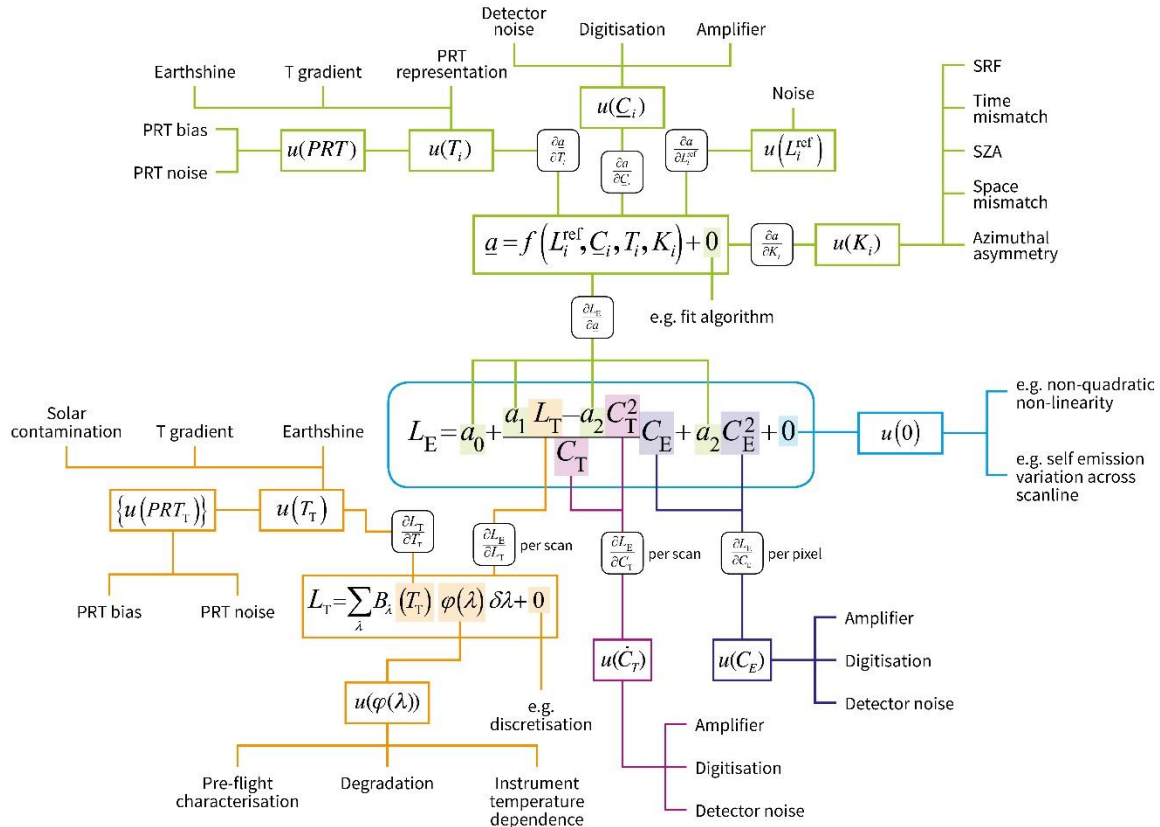 Detector noise
Digitisation
Amplifier
Earthshine
T gradient
PRT representation
SRF
Time mismatch
SZA
Space mismatch
Azimuthal asymmetry
u(C_i)
Noise
PRT bias
PRT noise
u(PRT)
u(T_i)
∂a/∂T_i
∂a/∂C_i
∂a/∂L_i^ref
u(L_i^ref)
a = f(L_i^ref, C_i, T_i, K_i) + 0
∂a/∂K_i
u(K_i)
e.g. fit algorithm
∂L_E/∂a
L_E = a_0 + (a_1 L_T − a_2 C_T^2)/C_T C_E + a_2 C_E^2 + 0
u(0)
e.g. non-quadratic
non-linearity
e.g. self emission
variation across
scanline
Solar
contamination
T gradient
Earthshine
{u(PRT_T)}
u(T_T)
∂L_T/∂T_T
∂L_E/∂L_T
per scan
∂L_E/∂C_T
per scan
∂L_E/∂C_E
per pixel
PRT bias
PRT noise
L_T = ∑_λ B_λ (T_T) φ(λ) δλ + 0
u(φ(λ))
e.g.
discretisation
Pre-flight
characterisation
Degradation
Instrument
temperature
dependence
u(Ċ_T)
Amplifier
Digitisation
Detector noise
u(C_E)
Amplifier
Digitisation
Detector noise